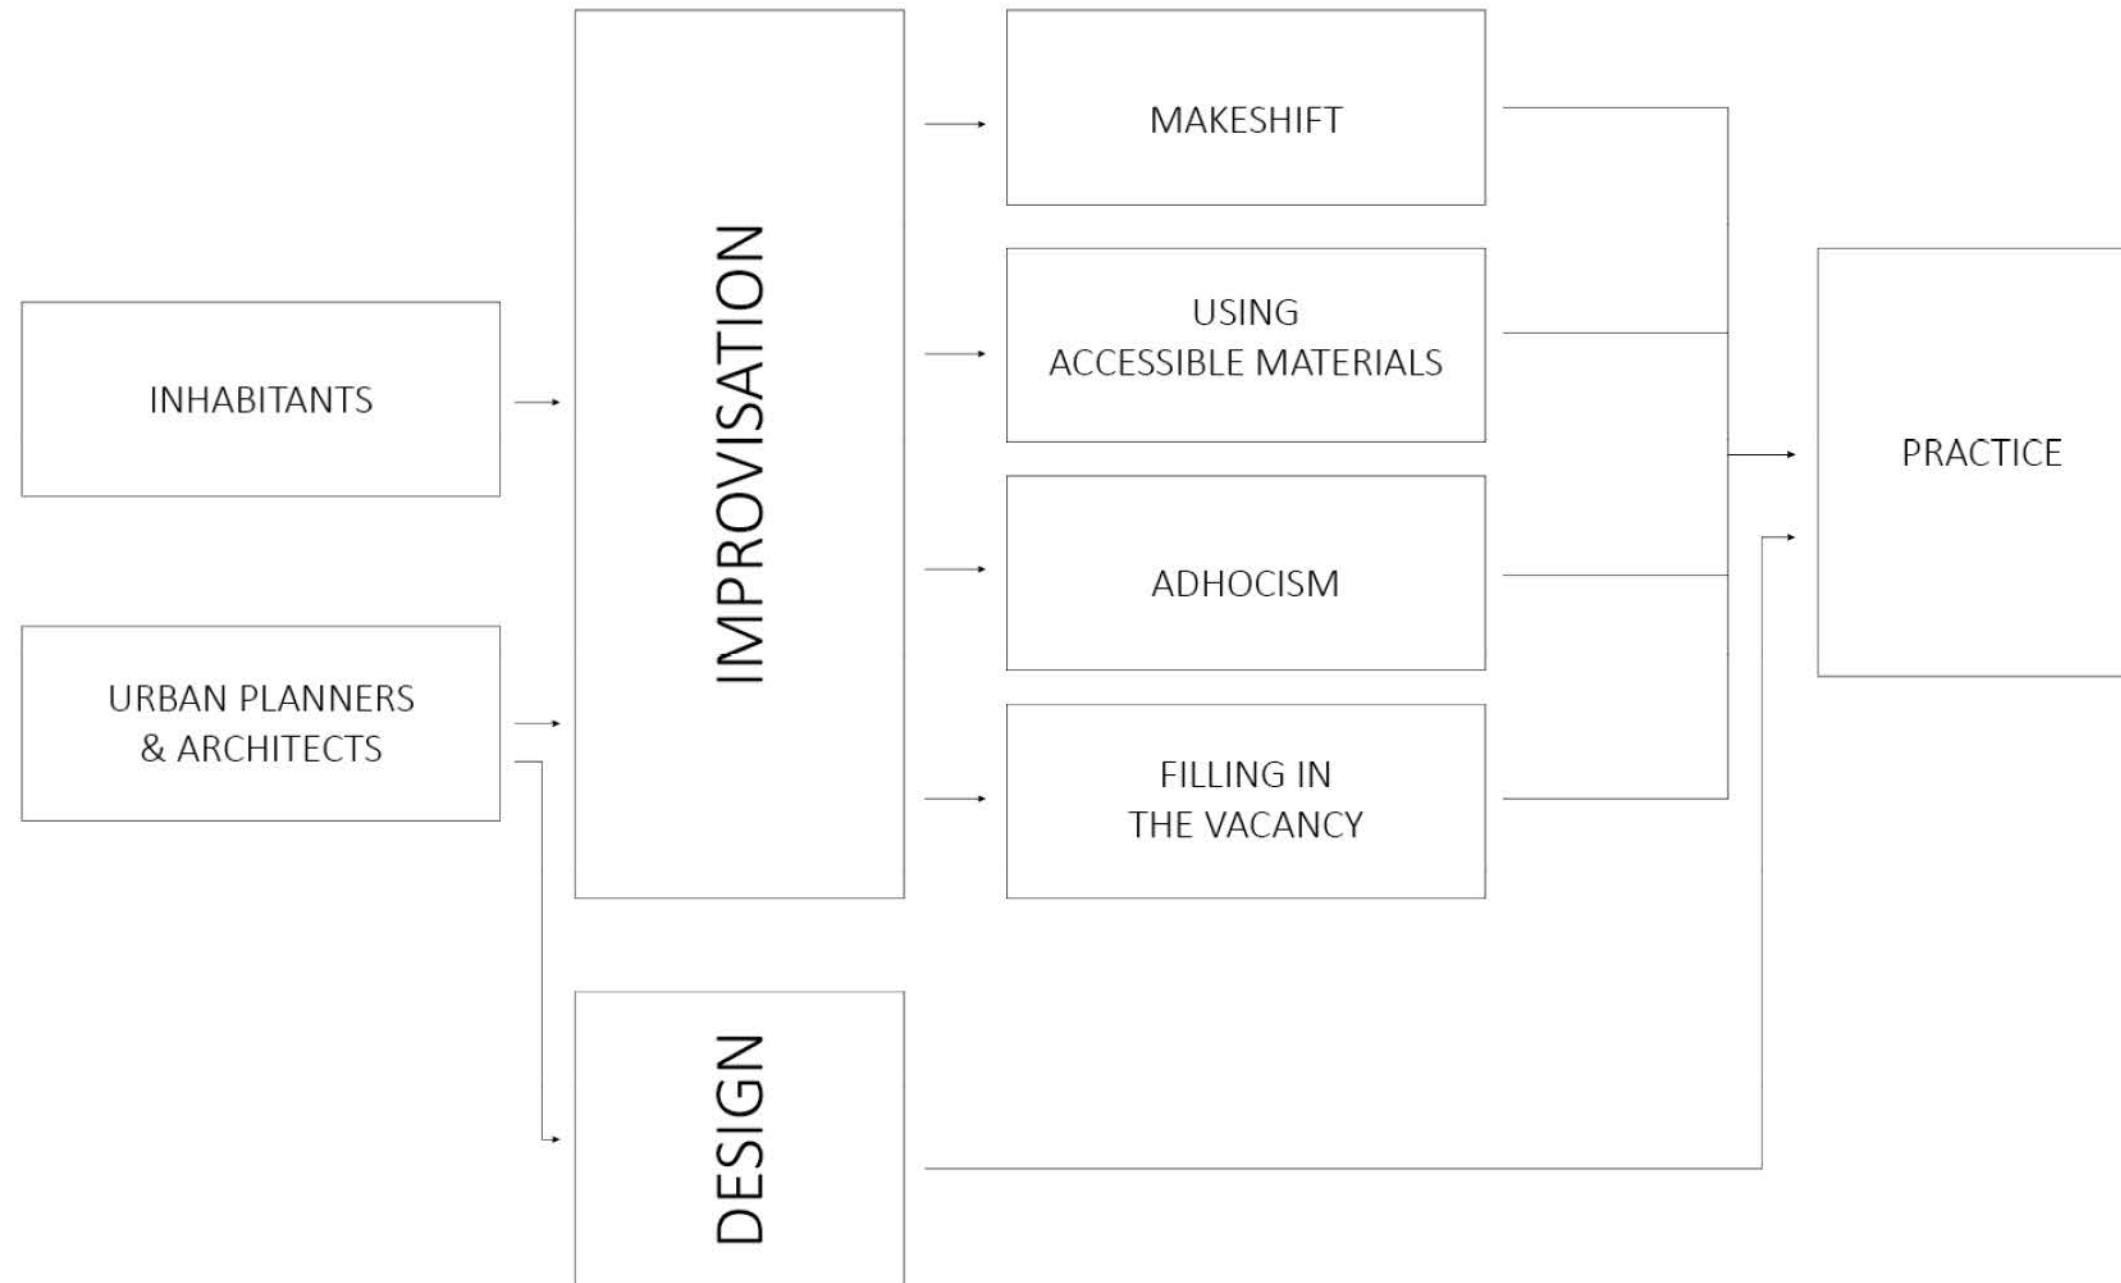 INHABITANTS
URBAN PLANNERS
& ARCHITECTS
IMPROVISATION
DESIGN
MAKESHIFT
USING
ACCESSIBLE MATERIALS
ADHOCISM
FILLING IN
THE VACANCY
PRACTICE